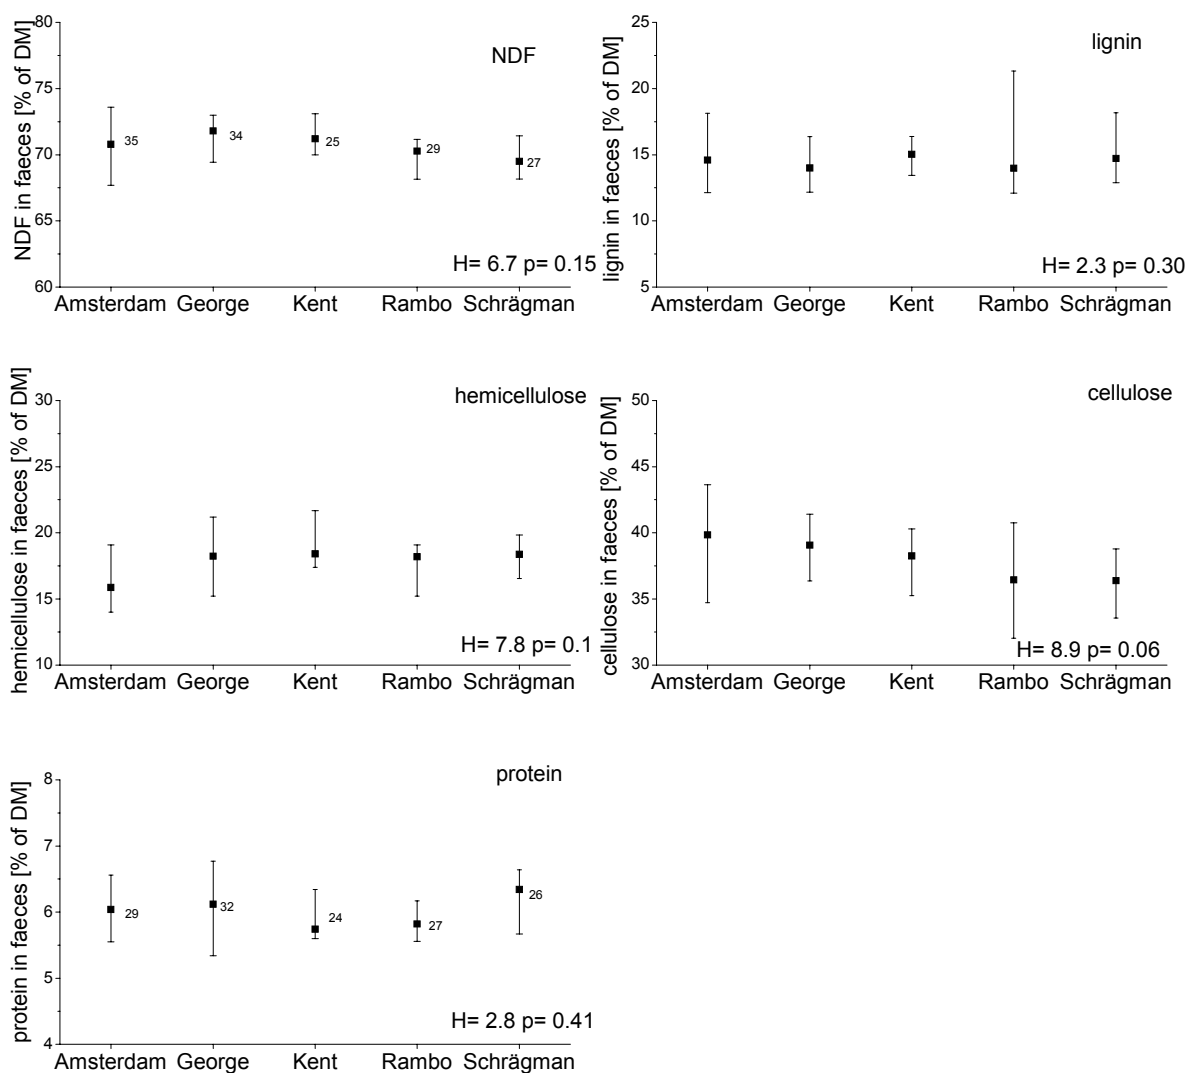 80
75
70
65
60
NDF in faeces [% of DM]
NDF
35
34
25
29
27
H= 6.7 p= 0.15
Amsterdam George Kent Rambo Schrägman
25
20
15
10
5
lignin in faeces [% of DM]
lignin
H= 2.3 p= 0.30
Amsterdam George Kent Rambo Schrägman
30
25
20
15
10
hemicellulose in faeces [% of DM]
hemicellulose
H= 7.8 p= 0.1
Amsterdam George Kent Rambo Schrägman
50
45
40
35
30
cellulose in faeces [% of DM]
cellulose
H= 8.9 p= 0.06
Amsterdam George Kent Rambo Schrägman
8
7
6
5
4
protein in faeces [% of DM]
protein
29
32
24
27
26
H= 2.8 p= 0.41
Amsterdam George Kent Rambo Schrägman